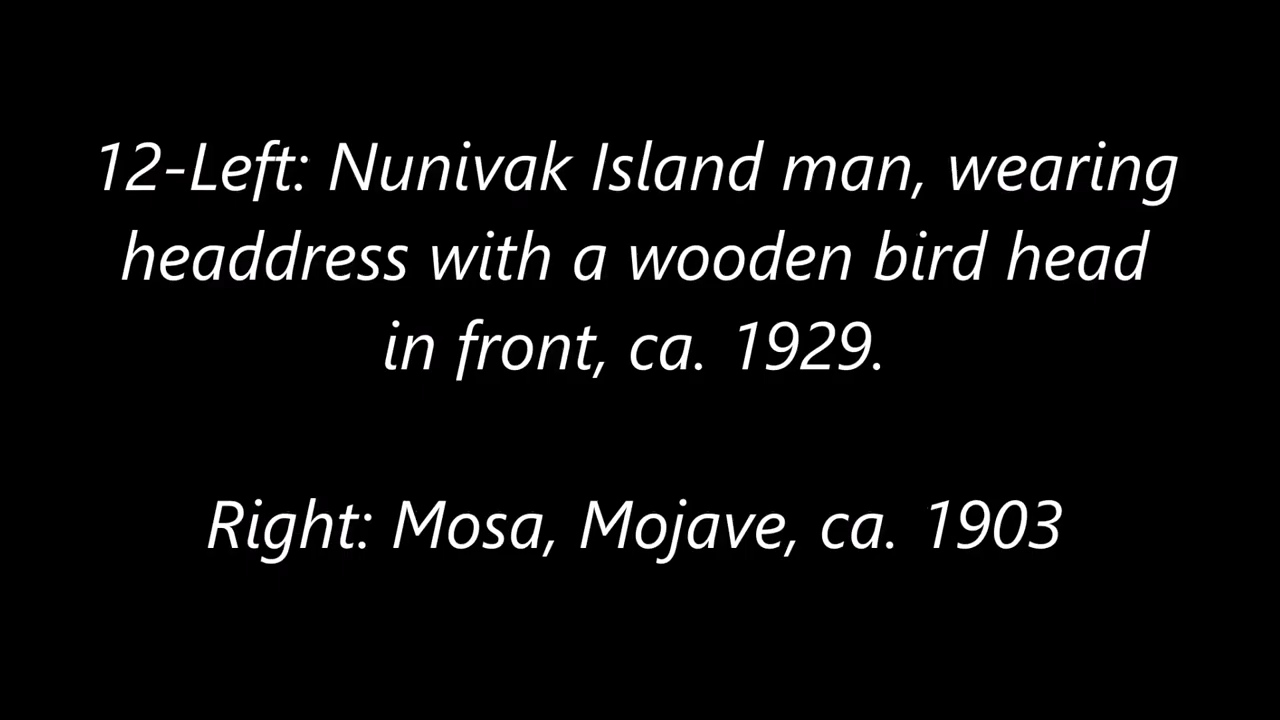 12-Left: Nunivak Island man, wearing
headdress with a wooden bird head
in front, ca. 1929.
Right: Mosa, Mojave, ca. 1903